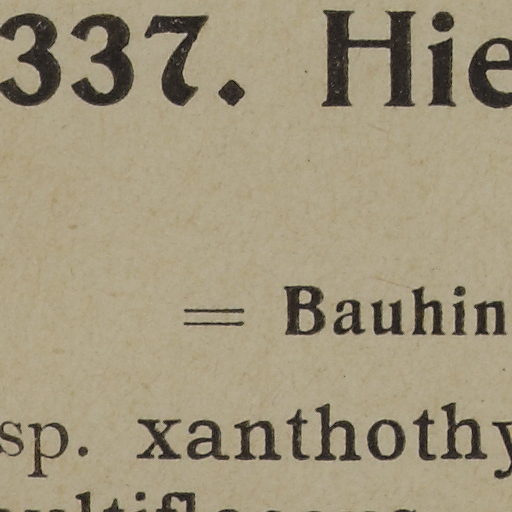 337. Hie
= Bauhin
sp. xanthothy